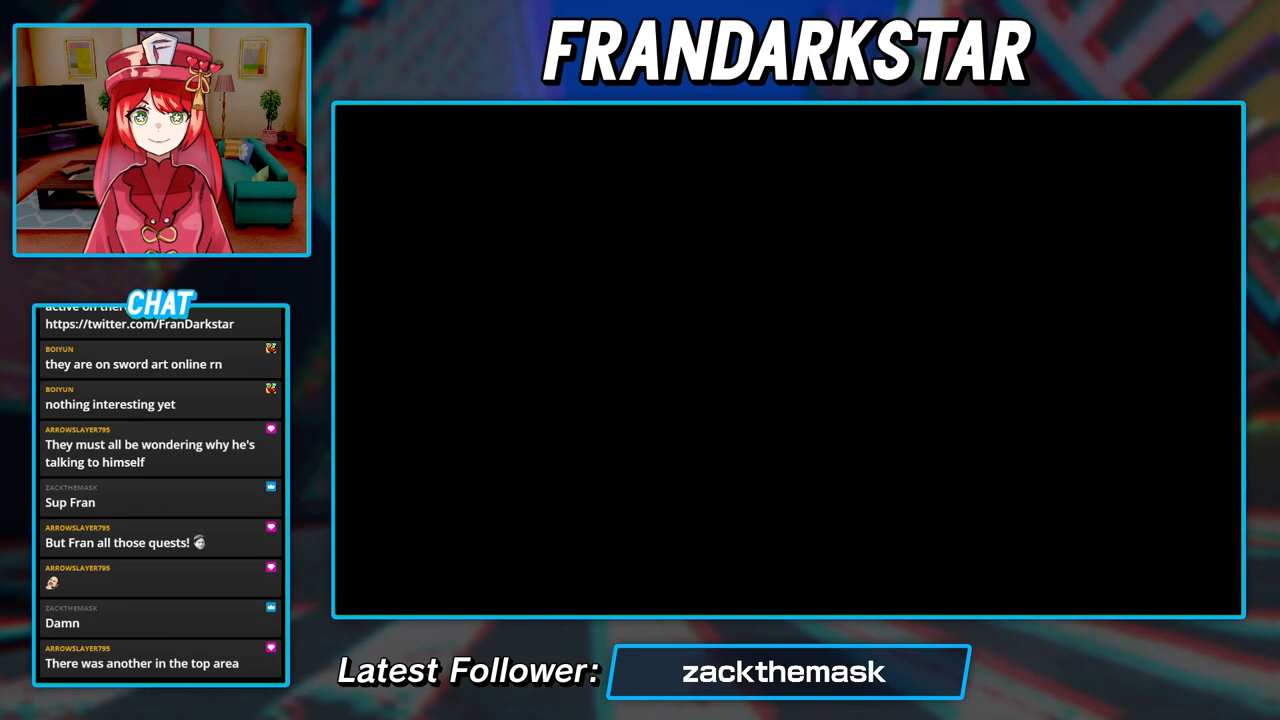 FRANDARKSTAR
F
CHAT
https://twitter.com/FranDarkstar
BOIYUN
they are on sword art online rn
BOIYUN
nothing interesting yet
ARROWSLAYER795
They must all be wondering why he's
talking to himself
ZACKTHEMASK
Sup Fran
ARROWSLAYER795
But Fran all those quests!
ARROWSLAYER795
ZACKTHEMASK
Damn
ARROWSLAYER795
There was another in the top area
Latest Follower:
zackthemask